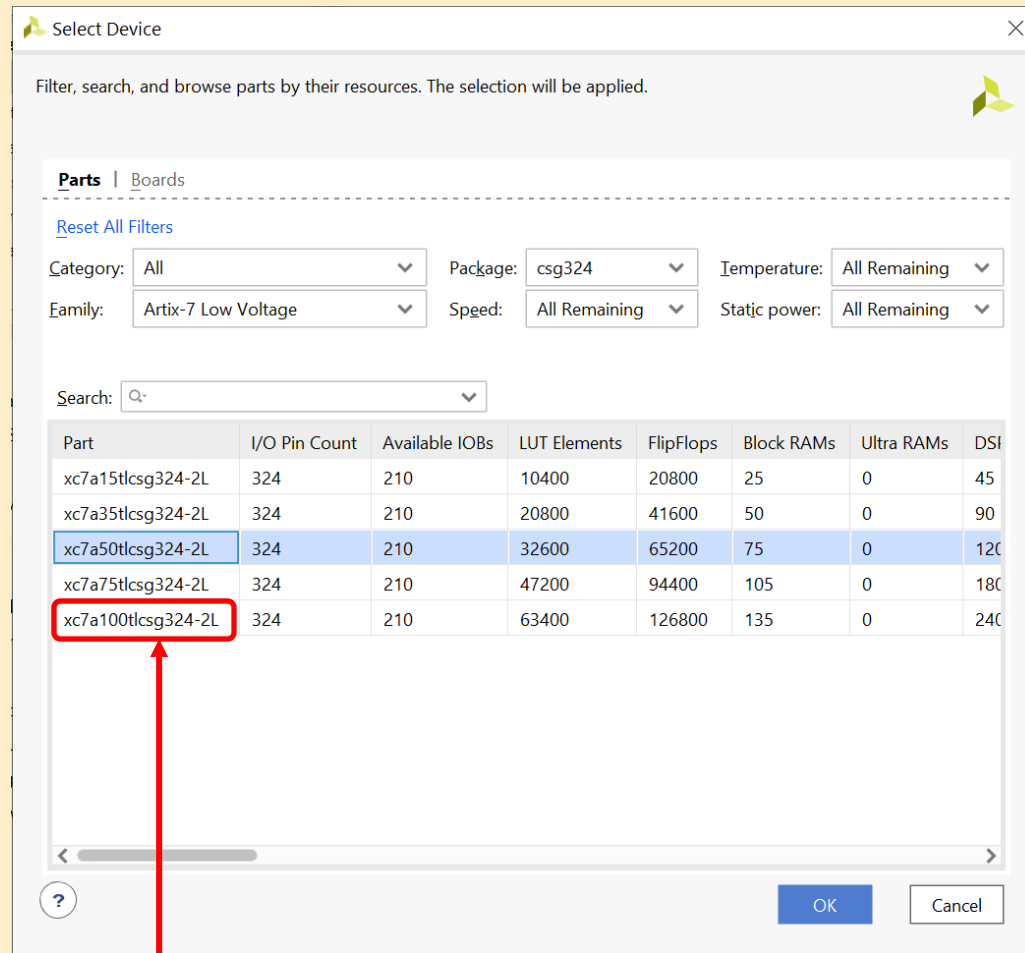 Select Device
Filter, search, and browse parts by their resources. The selection will be applied.
Parts | Boards
Reset All Filters
Category: All Package: csg324 Temperature: All Remaining
Family: Artix-7 Low Voltage Speed: All Remaining Static power: All Remaining
Search:
Part I/O Pin Count Available IOBs LUT Elements FlipFlops Block RAMs Ultra RAMs
xc7a15tlcsg324-2L 324 210 10400 20800 25 0 45
xc7a35tlcsg324-2L 324 210 20800 41600 50 0 90
xc7a50tlcsg324-2L 324 210 32600 65200 75 0 120
xc7a75tlcsg324-2L 324 210 47200 94400 105 0 180
xc7a100tlcsg324-2L 324 210 63400 126800 135 0 240
? OK Cancel